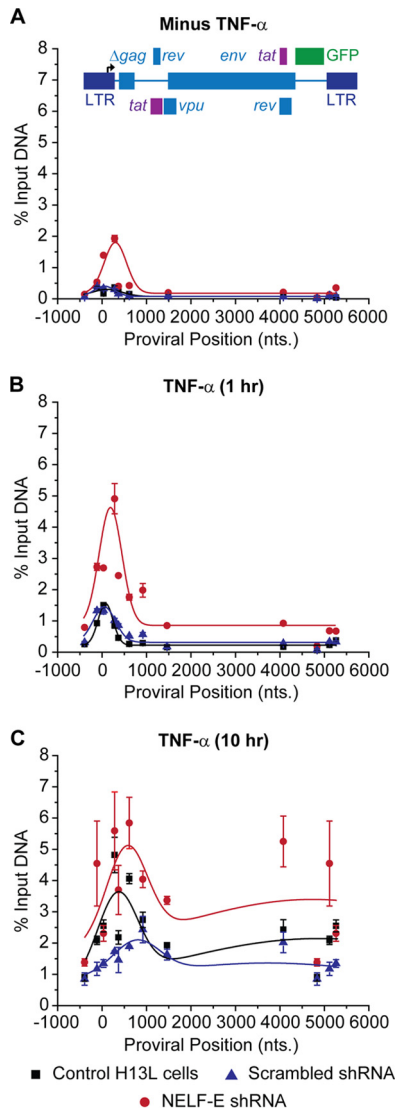 A
Minus TNF-α
Δgag rev env tat GFP
LTR LTR
tat vpu rev
8
7
6
5
4
3
2
1
0
% Input DNA
-1000 0 1000 2000 3000 4000 5000 6000
Proviral Position (nts.)
B
TNF-α (1 hr)
8
7
6
5
4
3
2
1
0
% Input DNA
-1000 0 1000 2000 3000 4000 5000 6000
Proviral Position (nts.)
C
TNF-α (10 hr)
8
7
6
5
4
3
2
1
0
% Input DNA
-1000 0 1000 2000 3000 4000 5000 6000
Proviral Position (nts.)
Control H13L cells Scrambled shRNA
NELF-E shRNA